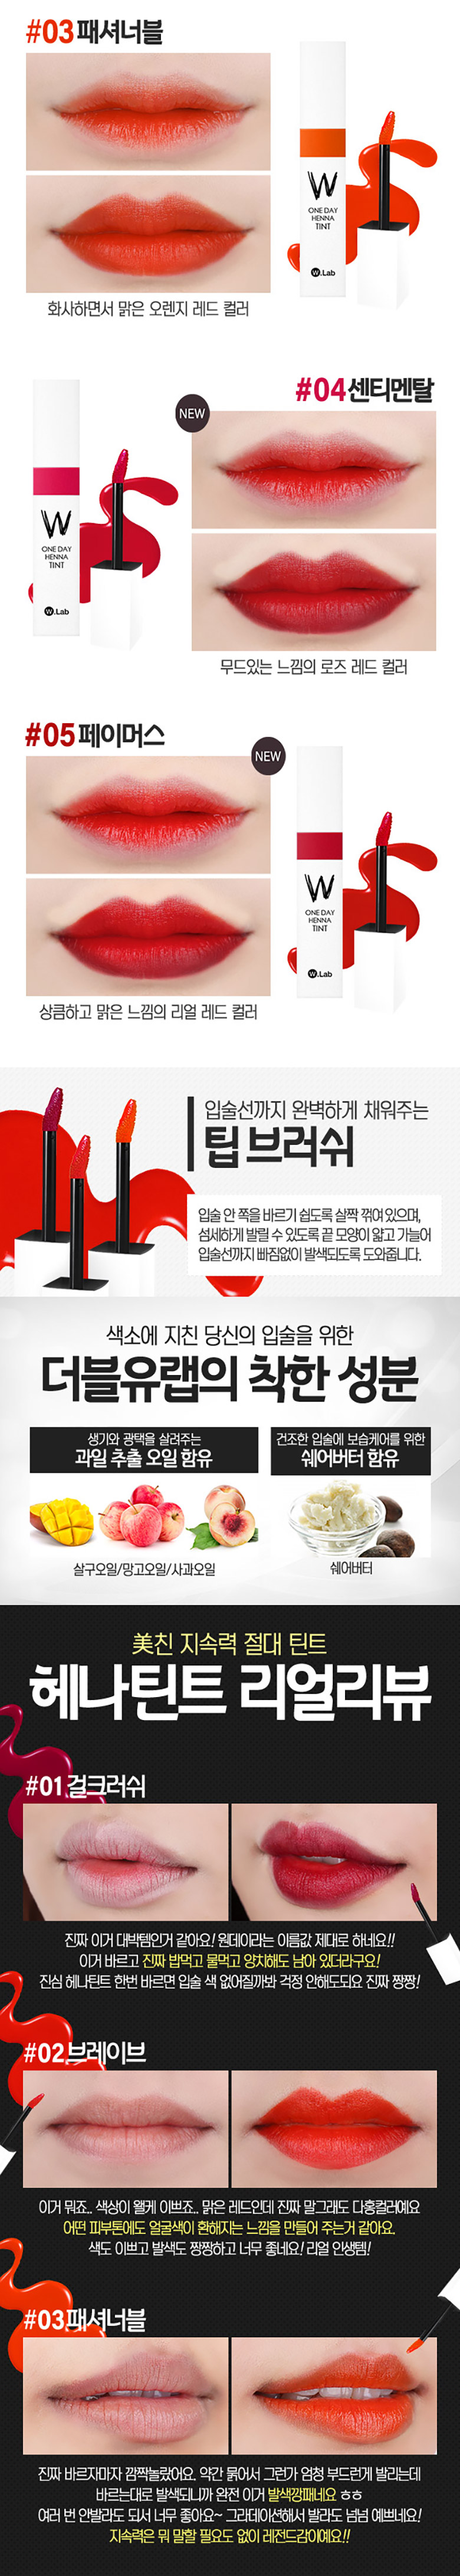 #03 패셔너블
W
ONE DAY
HENNA
TINT
W.Lab
화사하면서 맑은 오렌지 레드 컬러
#04 센티멘탈
NEW
W
ONE DAY
HENNA
TINT
W.Lab
무드있는 느낌의 로즈 레드 컬러
#05 페이머스
NEW
W
ONE DAY
HENNA
TINT
W.Lab
상큼하고 맑은 느낌의 리얼 레드 컬러
입술선까지 완벽하게 채워주는
팁 브러쉬
입술 안 쪽을 바르기 쉽도록 살짝 꺾여있으며,
섬세하게 발릴 수 있도록 끝 모양이 얇고 가늘어
입술선까지 빠짐없이 발색되도록 도와줍니다.
색소에 지친 당신의 입술을 위한
더블유랩의 착한 성분
생기와 광택을 살려주는
과일 추출 오일 함유
건조한 입술에 보습케어를 위한
쉐어버터 함유
살구오일/망고오일/사과오일
쉐어버터
美친 지속력 절대 틴트
헤나틴트 리얼리뷰
#01 걸크러쉬
진짜 이거 대박템인거 같아요! 원데이라는 이름값 제대로 하네요!!
이거 바르고 진짜 밥먹고 물먹고 양치해도 남아 있더라구요!
진심 헤나틴트 한번 바르면 입술 색 없어질까봐 걱정 안해도되요 진짜 짱짱!
#02 브레이브
이거 뭐죠.. 색상이 왤케 이쁘죠.. 맑은 레드인데 진짜 말그래도 다홍컬러예요
어떤 피부톤에도 얼굴색이 환해지는 느낌을 만들어 주는거 같아요.
색도 이쁘고 발색도 짱짱하고 너무 좋네요! 리얼 인생템!
#03 패셔너블
진짜 바르자마자 깜짝놀랐어요. 약간 묽어서 그런가 엄청 부드런게 발리는데
바르는대로 발색되니까 완전 이거 발색깡패네요 ㅎㅎ
여러 번 안발라도 되서 너무 좋아요~ 그라데이션해서 발라도 넘넘 예쁘네요!
지속력은 뭐 말할 필요도 없이 레전드감이예요!!